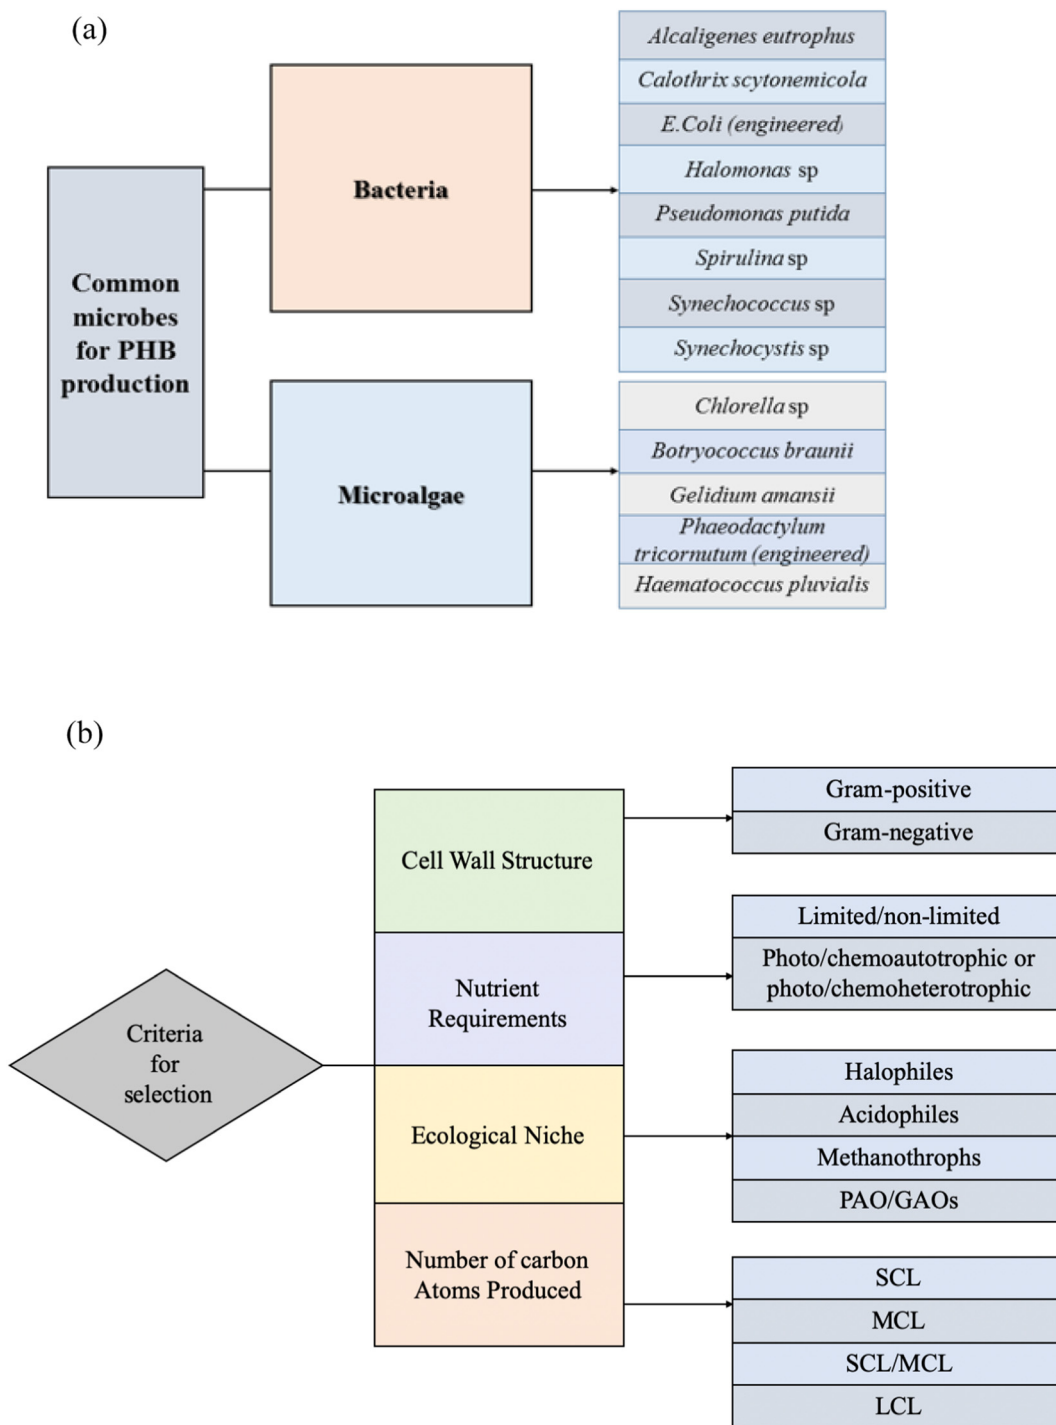 (a)
Common
microbes
for PHB
production
Bacteria
Alcaligenes eutrophus
Calothrix scytonemicola
E.Coli (engineered)
Halomonas sp
Pseudomonas putida
Spirulina sp
Synechococcus sp
Synechocystis sp
Microalgae
Chlorella sp
Botryococcus braunii
Gelidium amansii
Phaeodactylum
tricornutum (engineered)
Haematococcus pluvialis
(b)
Criteria
for
selection
Cell Wall Structure
Gram-positive
Gram-negative
Nutrient
Requirements
Limited/non-limited
Photo/chemoautotrophic or
photo/chemoheterotrophic
Ecological Niche
Halophiles
Acidophiles
Methanothrophs
PAO/GAOs
Number of carbon
Atoms Produced
SCL
MCL
SCL/MCL
LCL